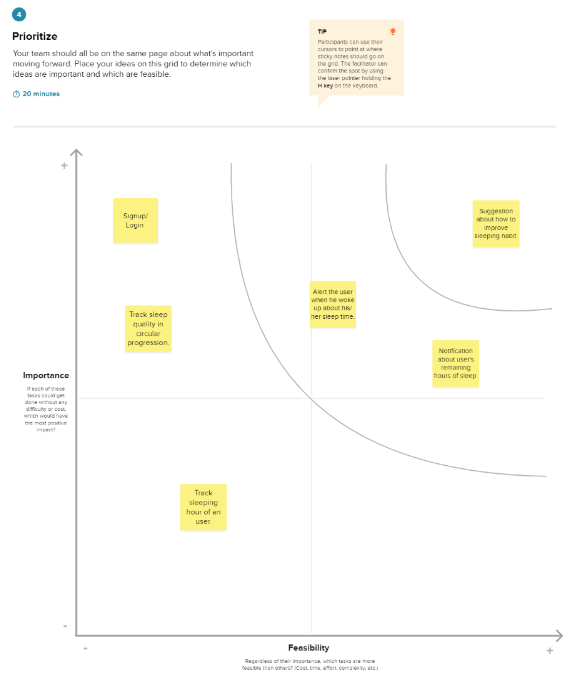 4
Prioritize
Your team should all be on the same page about what's important
moving forward. Place your ideas on this grid to determine which
ideas are important and which are feasible.
20 minutes
TIP
Participants can use their
cursors to point at where
sticky notes should go on
the grid. The facilitator can
confirm the spot by using
the laser pointer holding the
H key on the keyboard.
+
Signup/
Login
Suggestion
about how to
improve
sleeping habit.
Alert the user
when he woke
up about his/
her sleep time.
Track sleep
quality in
circular
progression.
Notification
about user's
remaining
hours of sleep.
Importance
If each of these
tasks could get
done without any
difficulty or cost,
which would have
the most positive
impact?
Track
sleeping
hour of an
user.
-
-
Feasibility
+
Regardless of their importance, which tasks are more
feasible than others? (Cost, time, effort, complexity, etc.)